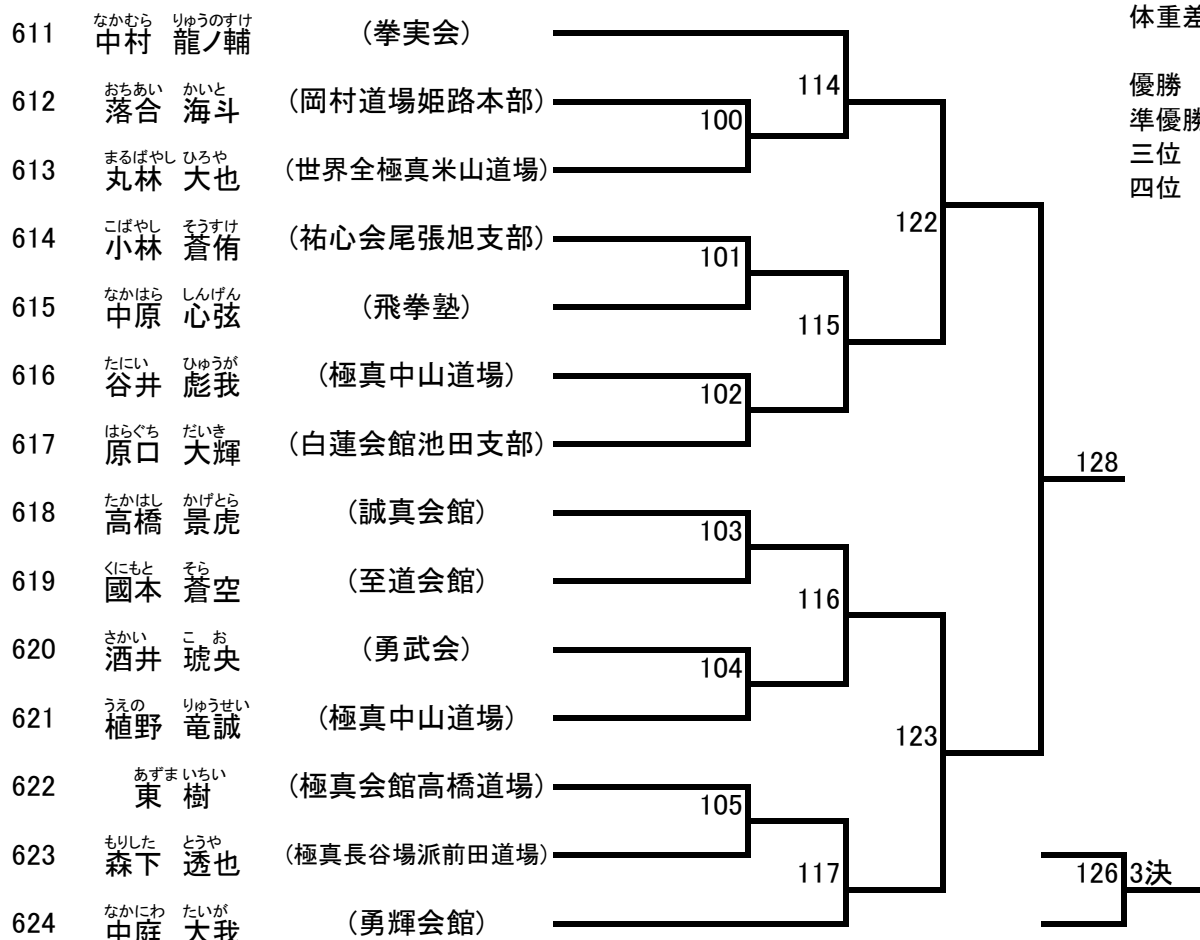 体重差
611 中村 龍ノ輔 (拳実会)
なかむら りゅうのすけ
114
優勝
612 落合 海斗 (岡村道場姫路本部)
おちあい かいと
100
準優勝
三位
613 丸林 大也 (世界全極真米山道場)
まるばやし ひろや
四位
122
614 小林 蒼侑 (祐心会尾張旭支部)
こばやし そうすけ
101
615 中原 心弦 (飛拳塾)
なかはら しんげん
115
616 谷井 彪我 (極真中山道場)
たにい ひゅうが
102
617 原口 大輝 (白蓮会館池田支部)
はらぐち だいき
128
618 高橋 景虎 (誠真会館)
たかはし かげとら
103
619 國本 蒼空 (至道会館)
くにもと そら
116
620 酒井 琥央 (勇武会)
さかい こ お
104
621 植野 竜誠 (極真中山道場)
うえの りゅうせい
123
622 東 樹 (極真会館高橋道場)
あずま いちい
105
623 森下 透也 (極真長谷場派前田道場)
もりした とうや
117
126 3決
624 中庭 大我 (勇輝会館)
なかにわ たいが